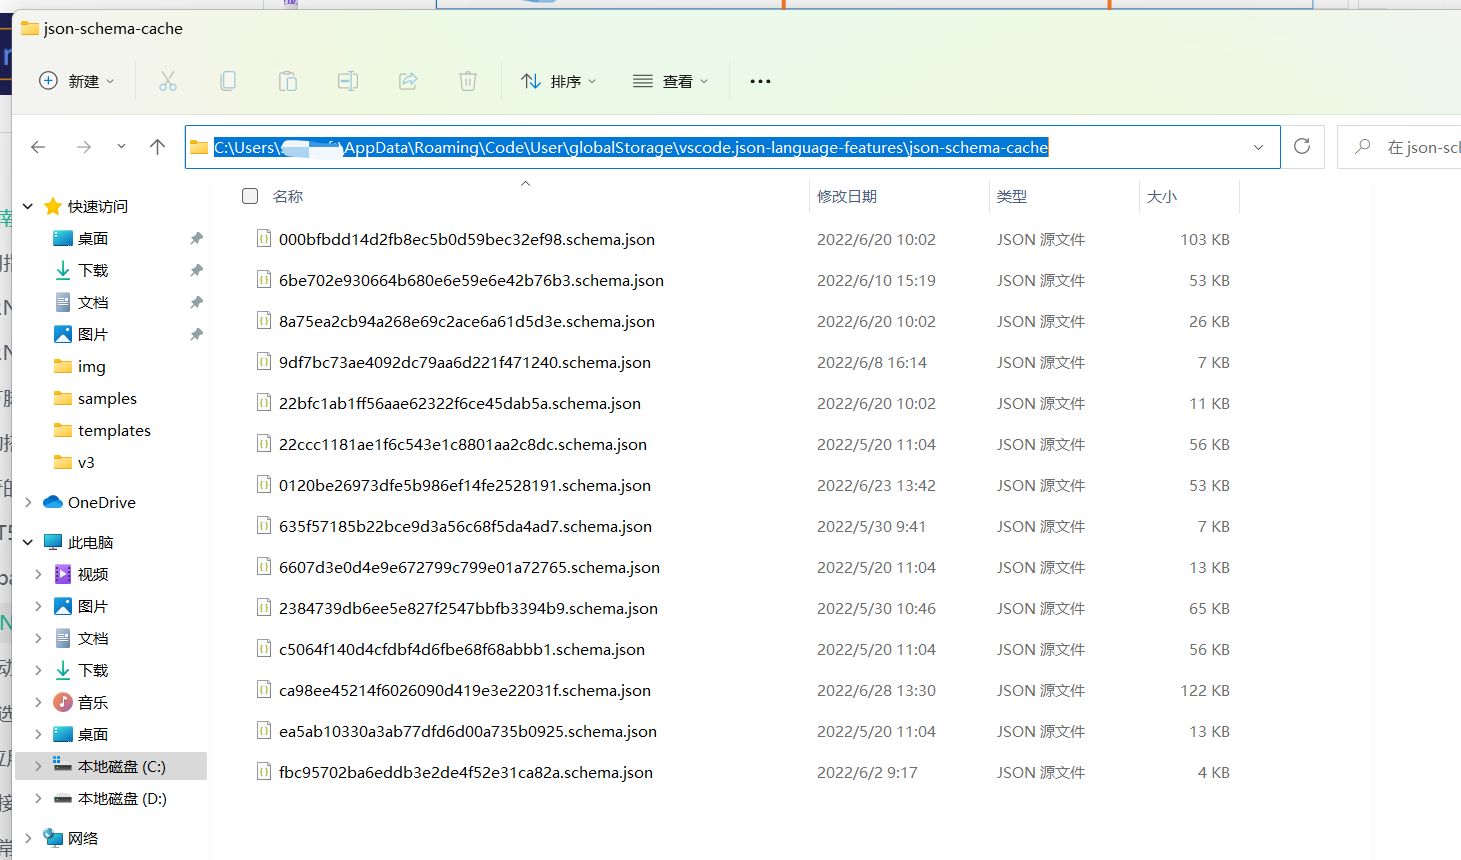 json-schema-cache
新建
排序
查看
C:\Users\
\AppData\Roaming\Code\User\globalStorage\vscode.json-language-features\json-schema-cache
在 json-sch
名称 修改日期 类型 大小
快速访问
桌面
下载
文档
图片
img
samples
templates
v3
OneDrive
此电脑
视频
图片
文档
下载
音乐
桌面
本地磁盘 (C:)
本地磁盘 (D:)
网络
000bfbdd14d2fb8ec5b0d59bec32ef98.schema.json 2022/6/20 10:02 JSON 源文件 103 KB
6be702e930664b680e6e59e6e42b76b3.schema.json 2022/6/10 15:19 JSON 源文件 53 KB
8a75ea2cb94a268e69c2ace6a61d5d3e.schema.json 2022/6/20 10:02 JSON 源文件 26 KB
9df7bc73ae4092dc79aa6d221f471240.schema.json 2022/6/8 16:14 JSON 源文件 7 KB
22bfc1ab1ff56aae62322f6ce45dab5a.schema.json 2022/6/20 10:02 JSON 源文件 11 KB
22ccc1181ae1f6c543e1c8801aa2c8dc.schema.json 2022/5/20 11:04 JSON 源文件 56 KB
0120be26973dfe5b986ef14fe2528191.schema.json 2022/6/23 13:42 JSON 源文件 53 KB
635f57185b22bce9d3a56c68f5da4ad7.schema.json 2022/5/30 9:41 JSON 源文件 7 KB
6607d3e0d4e9e672799c799e01a72765.schema.json 2022/5/20 11:04 JSON 源文件 13 KB
2384739db6ee5e827f2547bbfb3394b9.schema.json 2022/5/30 10:46 JSON 源文件 65 KB
c5064f140d4cfdbf4d6fbe68f68abbb1.schema.json 2022/5/20 11:04 JSON 源文件 56 KB
ca98ee45214f6026090d419e3e22031f.schema.json 2022/6/28 13:30 JSON 源文件 122 KB
ea5ab10330a3ab77dfd6d00a735b0925.schema.json 2022/5/20 11:04 JSON 源文件 13 KB
fbc95702ba6eddb3e2de4f52e31ca82a.schema.json 2022/6/2 9:17 JSON 源文件 4 KB